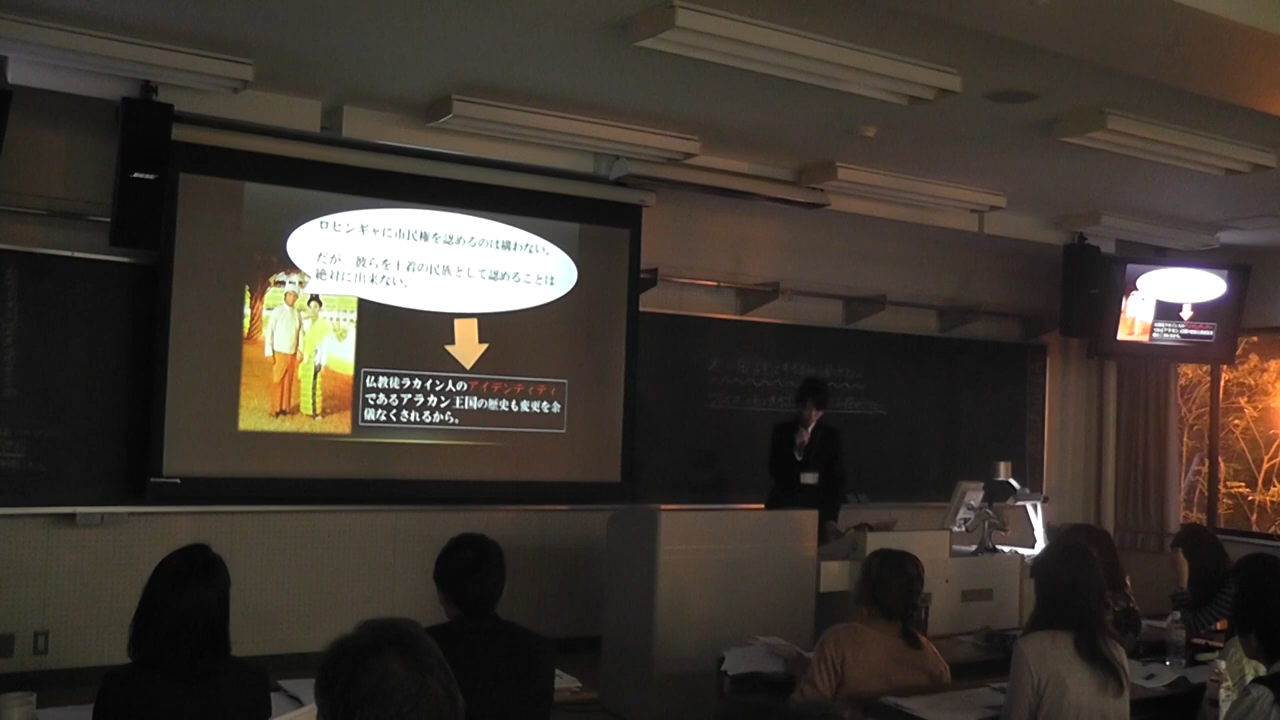 BOSE
ロヒンギャに市民権を認めるのは構わない。
だが、彼らを土着の民族として認めることは
絶対に出来ない。
仏教徒ラカイン人のアイデンティティ
であるアラカン王国の歴史も変更を余
儀なくされるから。